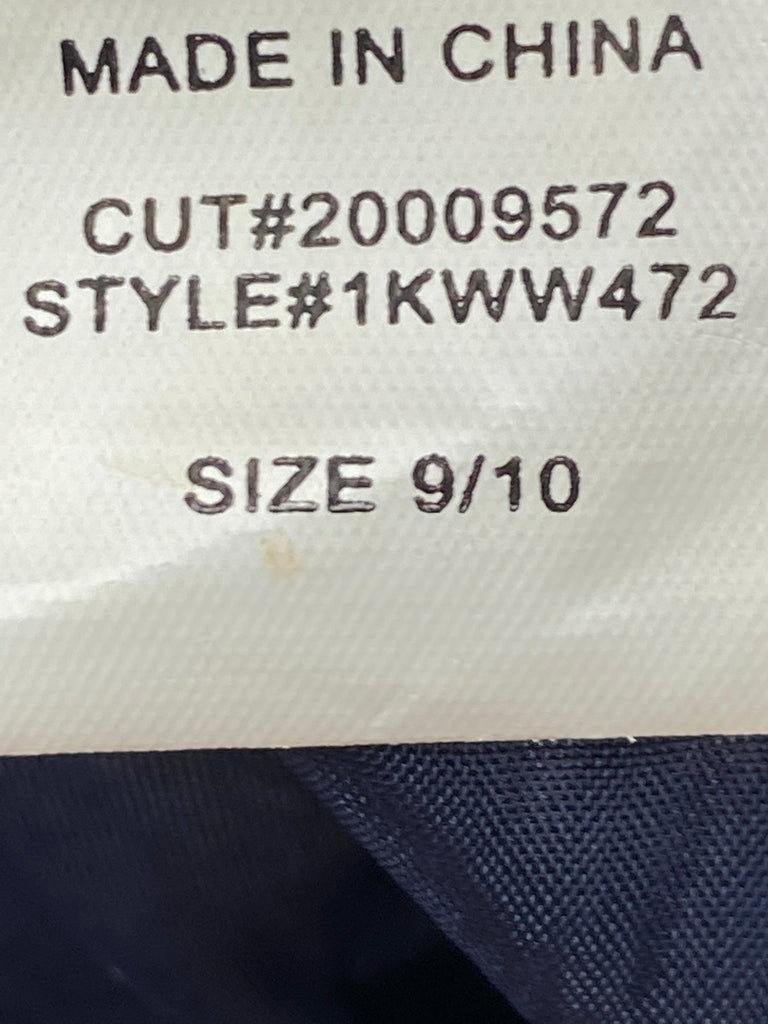 MADE IN CHINA
CUT#20009572
STYLE#1KWW472
SIZE 9/10